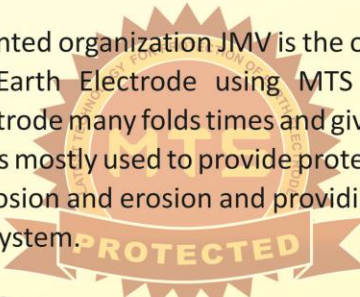 nted organization JMV is the o
Earth Electrode using MTS
trode many folds times and giv
s mostly used to provide prote
osion and erosion and providi
ystem.
MTS
PROTECTED